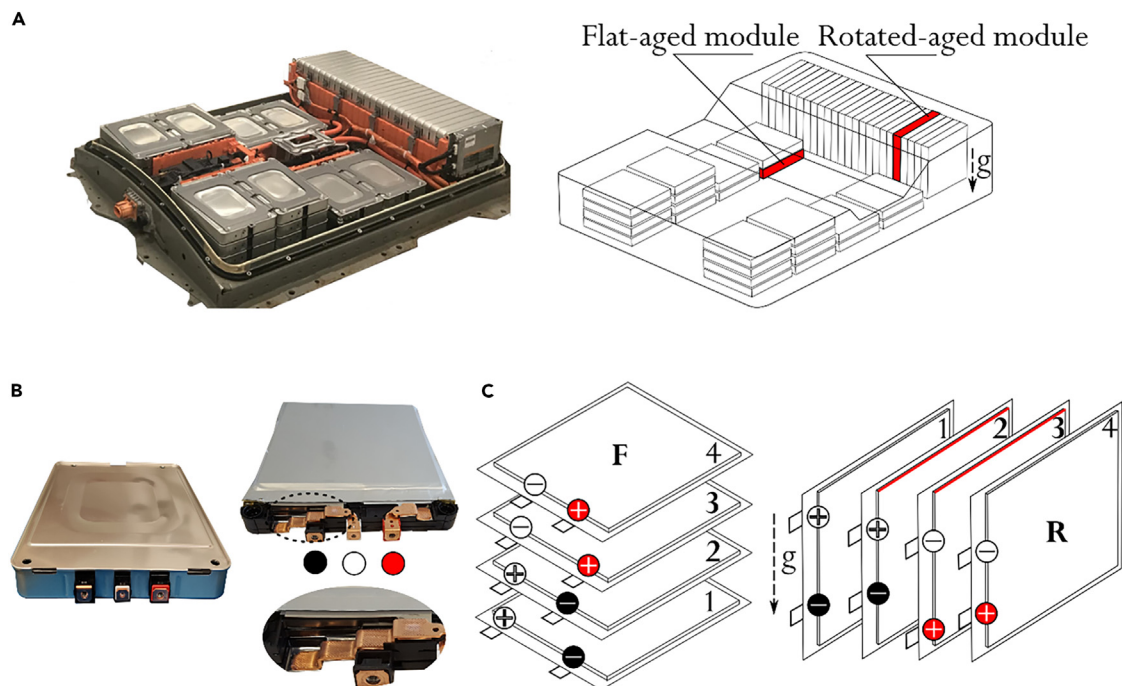 A
Flat-aged module
Rotated-aged module
g
B
C
F
4
3
2
1
− +
− +
+ −
+ −
1
2
3
4
R
+ −
+ −
− +
− +
g